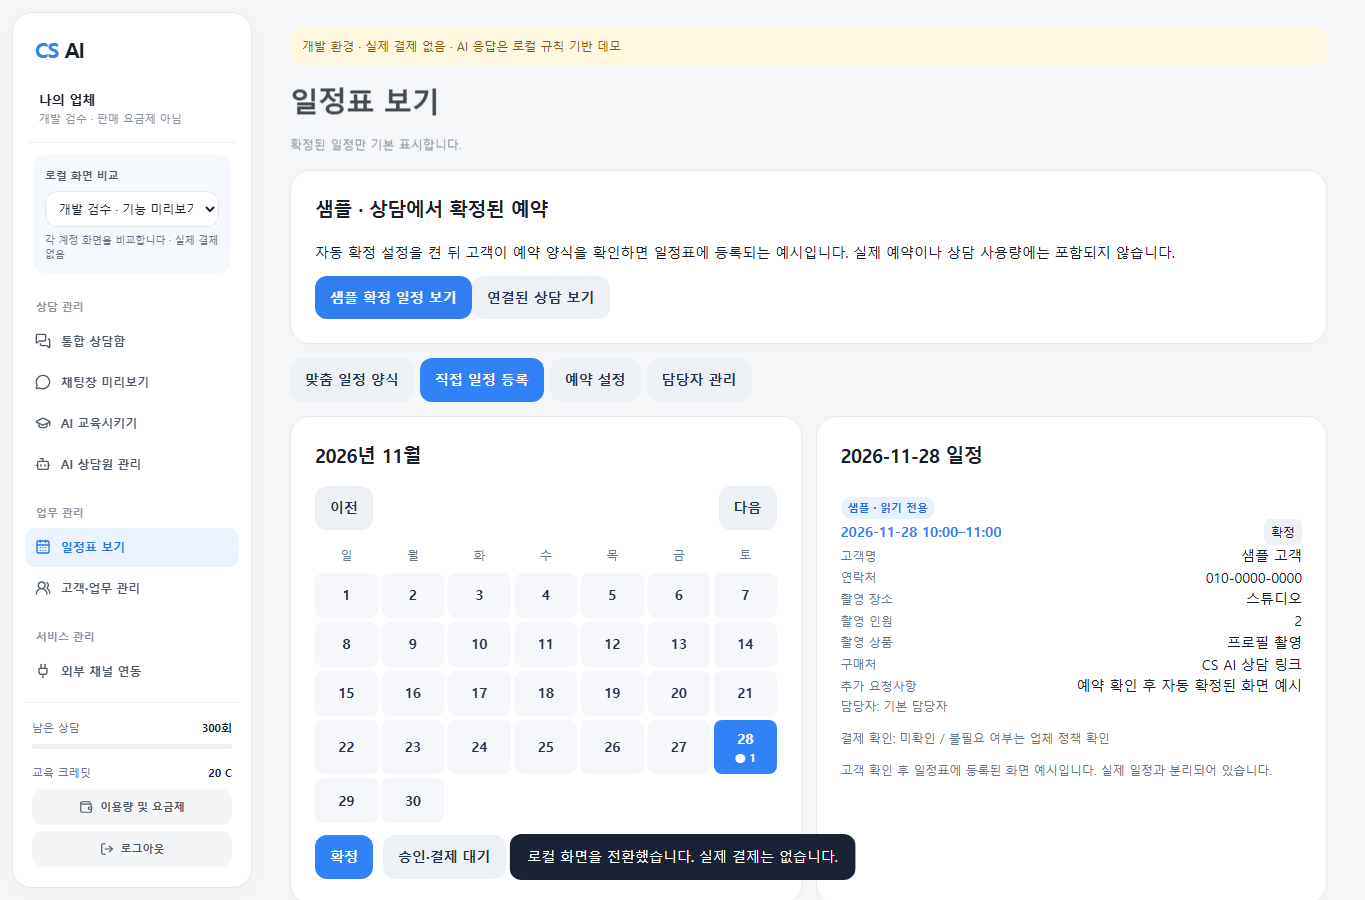 CS AI
나의 업체
개발 검수 · 판매 요금제 아님
로컬 화면 비교
개발 검수 · 기능 미리보기
각 계정 화면을 비교합니다 · 실제 결제
없음
상담 관리
통합 상담함
채팅창 미리보기
AI 교육시키기
AI 상담원 관리
업무 관리
일정표 보기
고객·업무 관리
서비스 관리
외부 채널 연동
남은 상담 300회
교육 크레딧 20 C
이용량 및 요금제
로그아웃
개발 환경 · 실제 결제 없음 · AI 응답은 로컬 규칙 기반 데모
일정표 보기
확정된 일정만 기본 표시합니다.
샘플 · 상담에서 확정된 예약
자동 확정 설정을 켠 뒤 고객이 예약 양식을 확인하면 일정표에 등록되는 예시입니다. 실제 예약이나 상담 사용량에는 포함되지 않습니다.
샘플 확정 일정 보기 연결된 상담 보기
맞춤 일정 양식 직접 일정 등록 예약 설정 담당자 관리
2026년 11월
이전 다음
일 월 화 수 목 금 토
1 2 3 4 5 6 7
8 9 10 11 12 13 14
15 16 17 18 19 20 21
22 23 24 25 26 27 28
1
29 30
확정 승인·결제 대기
로컬 화면을 전환했습니다. 실제 결제는 없습니다.
2026-11-28 일정
샘플 · 읽기 전용
2026-11-28 10:00–11:00 확정
고객명 샘플 고객
연락처 010-0000-0000
촬영 장소 스튜디오
촬영 인원 2
촬영 상품 프로필 촬영
구매처 CS AI 상담 링크
추가 요청사항 예약 확인 후 자동 확정된 화면 예시
담당자: 기본 담당자
결제 확인: 미확인 / 불필요 여부는 업체 정책 확인
고객 확인 후 일정표에 등록된 화면 예시입니다. 실제 일정과 분리되어 있습니다.